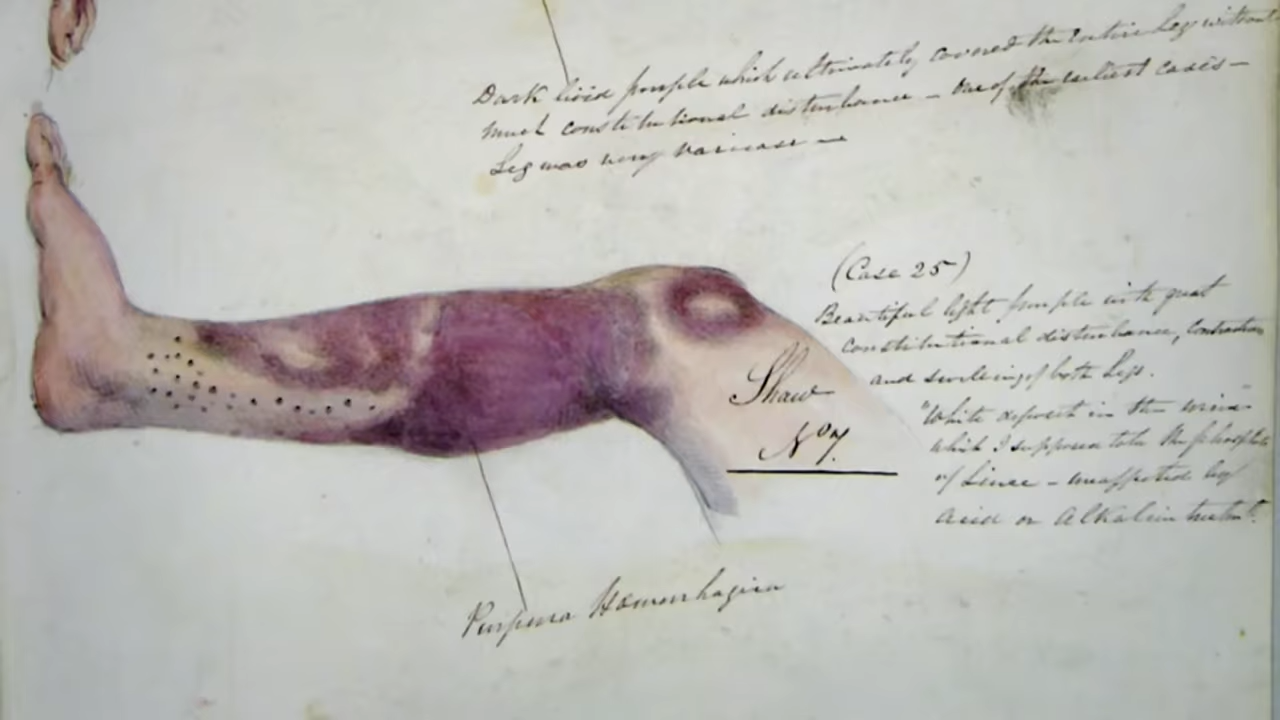 Dark livid purple which ultimately covered the entire Leg without
much constitutional disturbance – One of the earliest cases –
Leg was very varicose –
(Case 25)
Beautiful light purple with great
constitutional disturbance, Contraction
and swelling of both Legs.
"White deposit in the urine
which I supposed to be the phosphate
of Lime – unaffected by
acid or Alkaline treatmt."
Shaw
No 7.
Purpura Hæmorrhagica